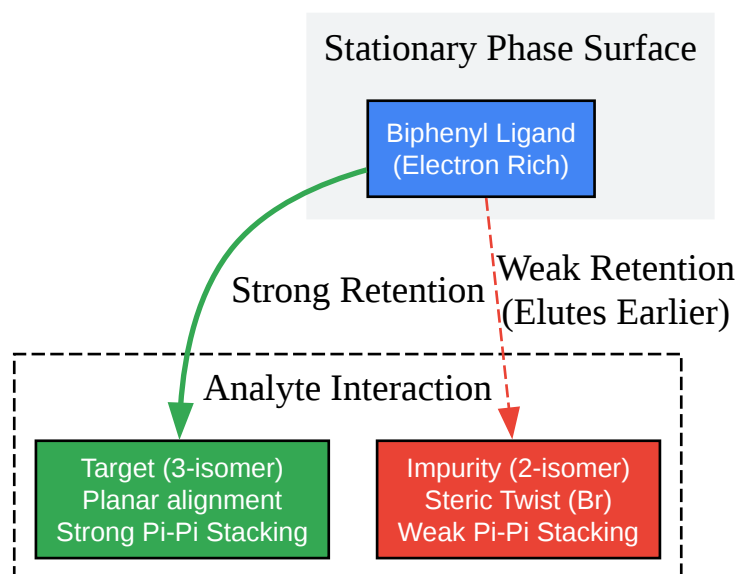 Stationary Phase Surface
Biphenyl Ligand
(Electron Rich)
Strong Retention
Weak Retention
(Elutes Earlier)
Analyte Interaction
Target (3-isomer)
Planar alignment
Strong Pi-Pi Stacking
Impurity (2-isomer)
Steric Twist (Br)
Weak Pi-Pi Stacking